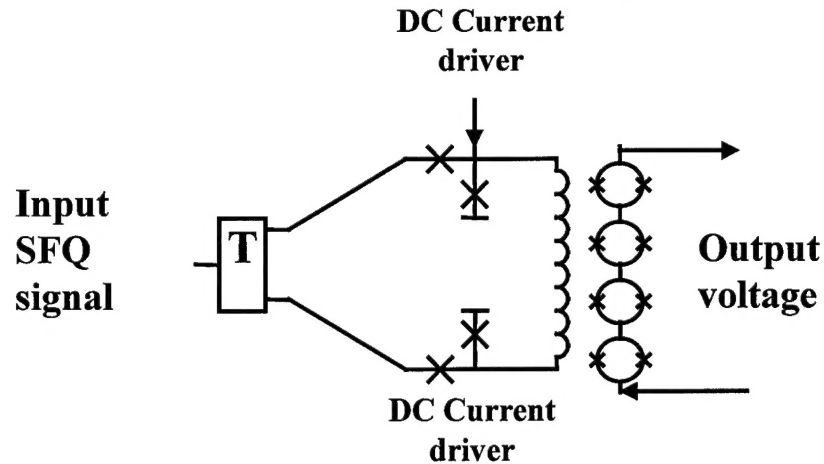 DC Current
driver
Input
SFQ
signal
T
Output
voltage
DC Current
driver